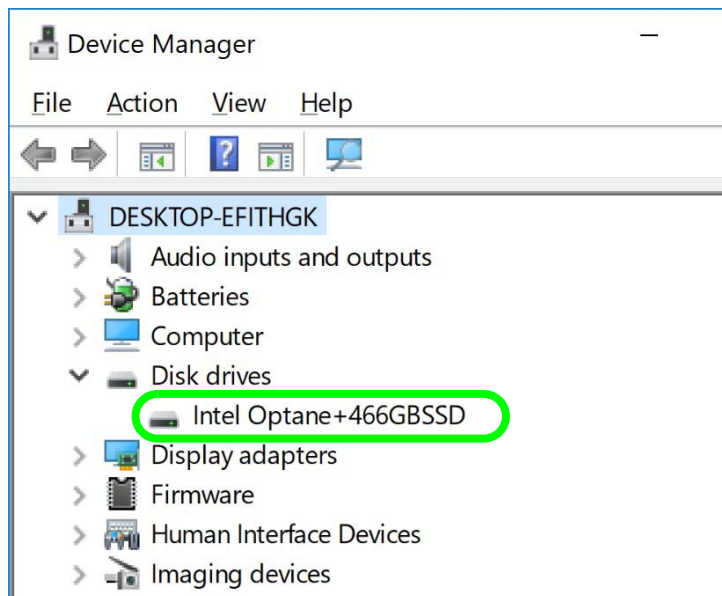 Device Manager
File Action View Help
DESKTOP-EFITHGK
Audio inputs and outputs
Batteries
Computer
Disk drives
Intel Optane+466GBSSD
Display adapters
Firmware
Human Interface Devices
Imaging devices